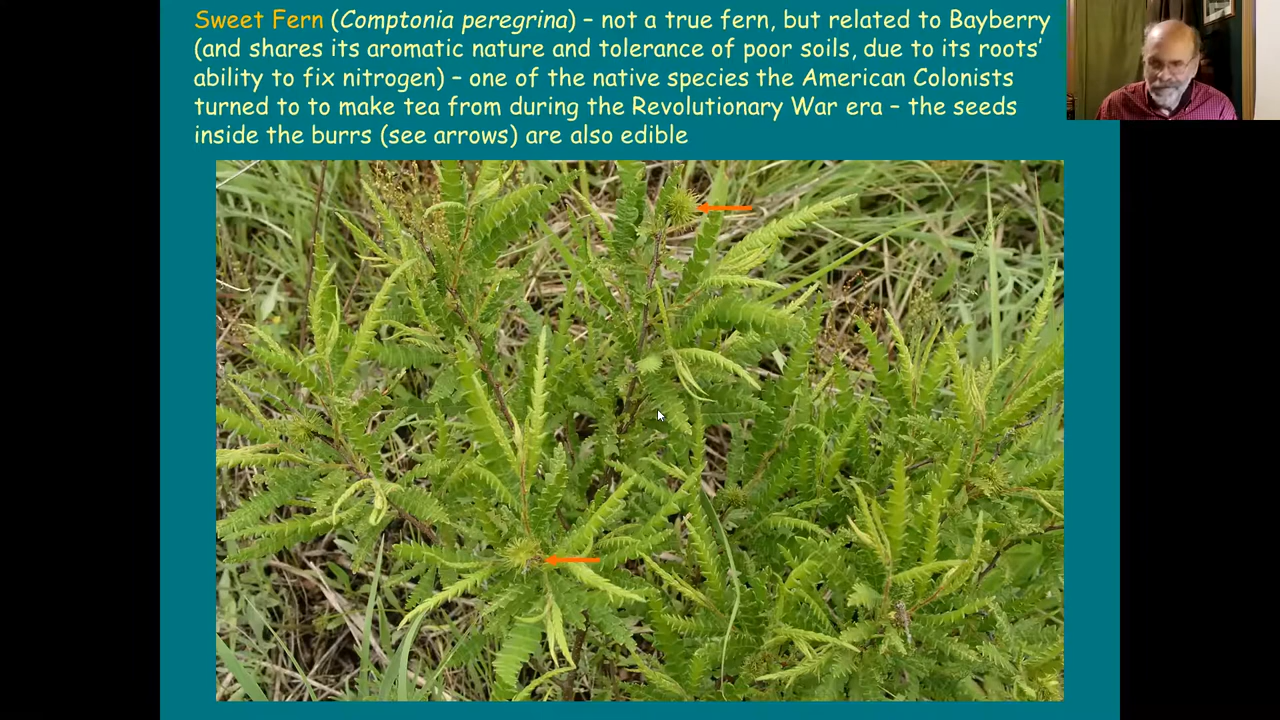 Sweet Fern (Comptonia peregrina) – not a true fern, but related to Bayberry
(and shares its aromatic nature and tolerance of poor soils, due to its roots’
ability to fix nitrogen) – one of the native species the American Colonists
turned to to make tea from during the Revolutionary War era – the seeds
inside the burrs (see arrows) are also edible